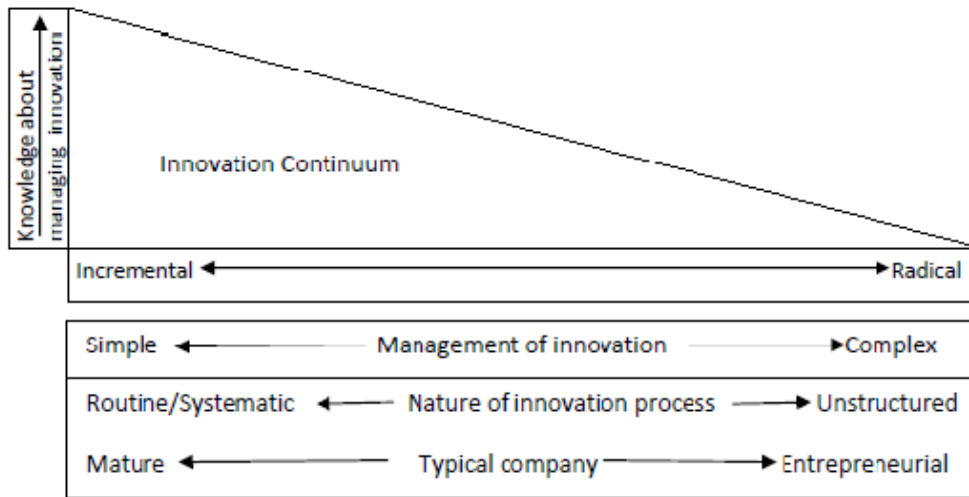 Knowledge about
managing innovation
Innovation Continuum
Incremental Radical
Simple Management of innovation Complex
Routine/Systematic Nature of innovation process Unstructured
Mature Typical company Entrepreneurial